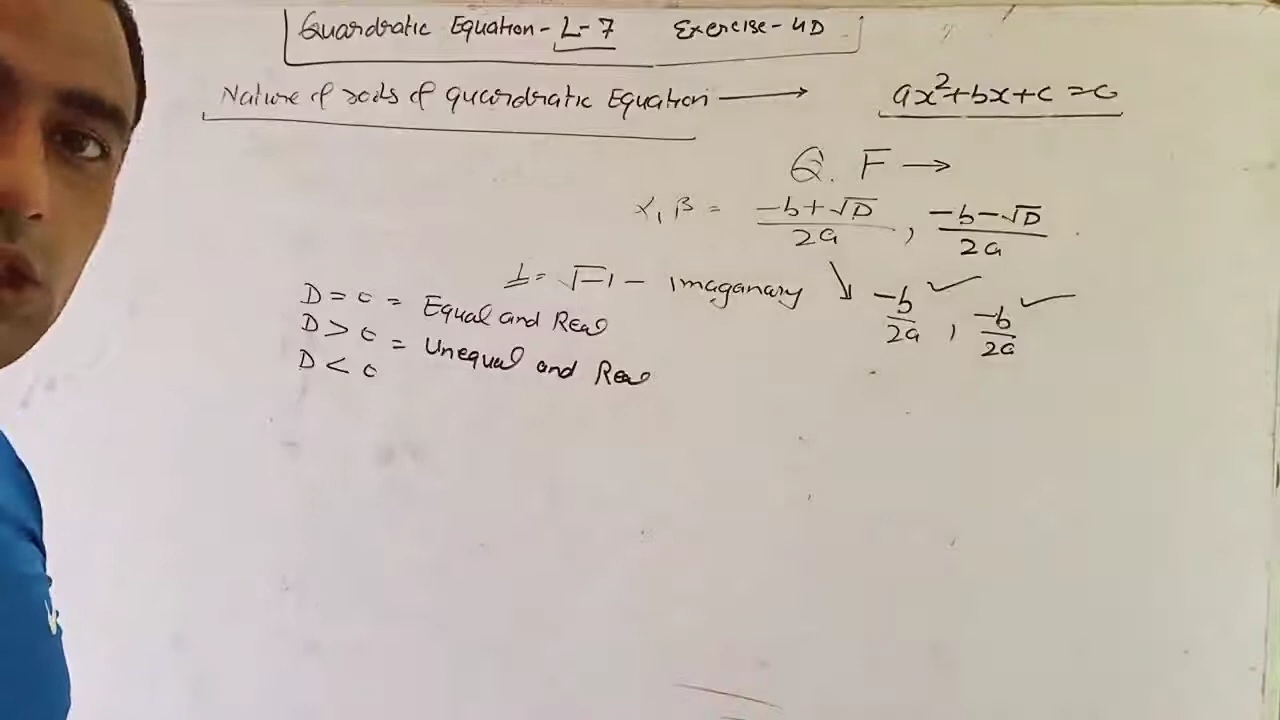 Quardratic Equation - L-7 Exercise - 4D
Nature of roots of quardratic Equation → ax²+bx+c = 0
Q. F →
α, β = -b+√D / 2a , -b-√D / 2a
i = √-1 - imaganary ↘ -b/2a ✓ , -b/2a ✓
D = 0 = Equal and Real
D > 0 = Unequal and Real
D < 0